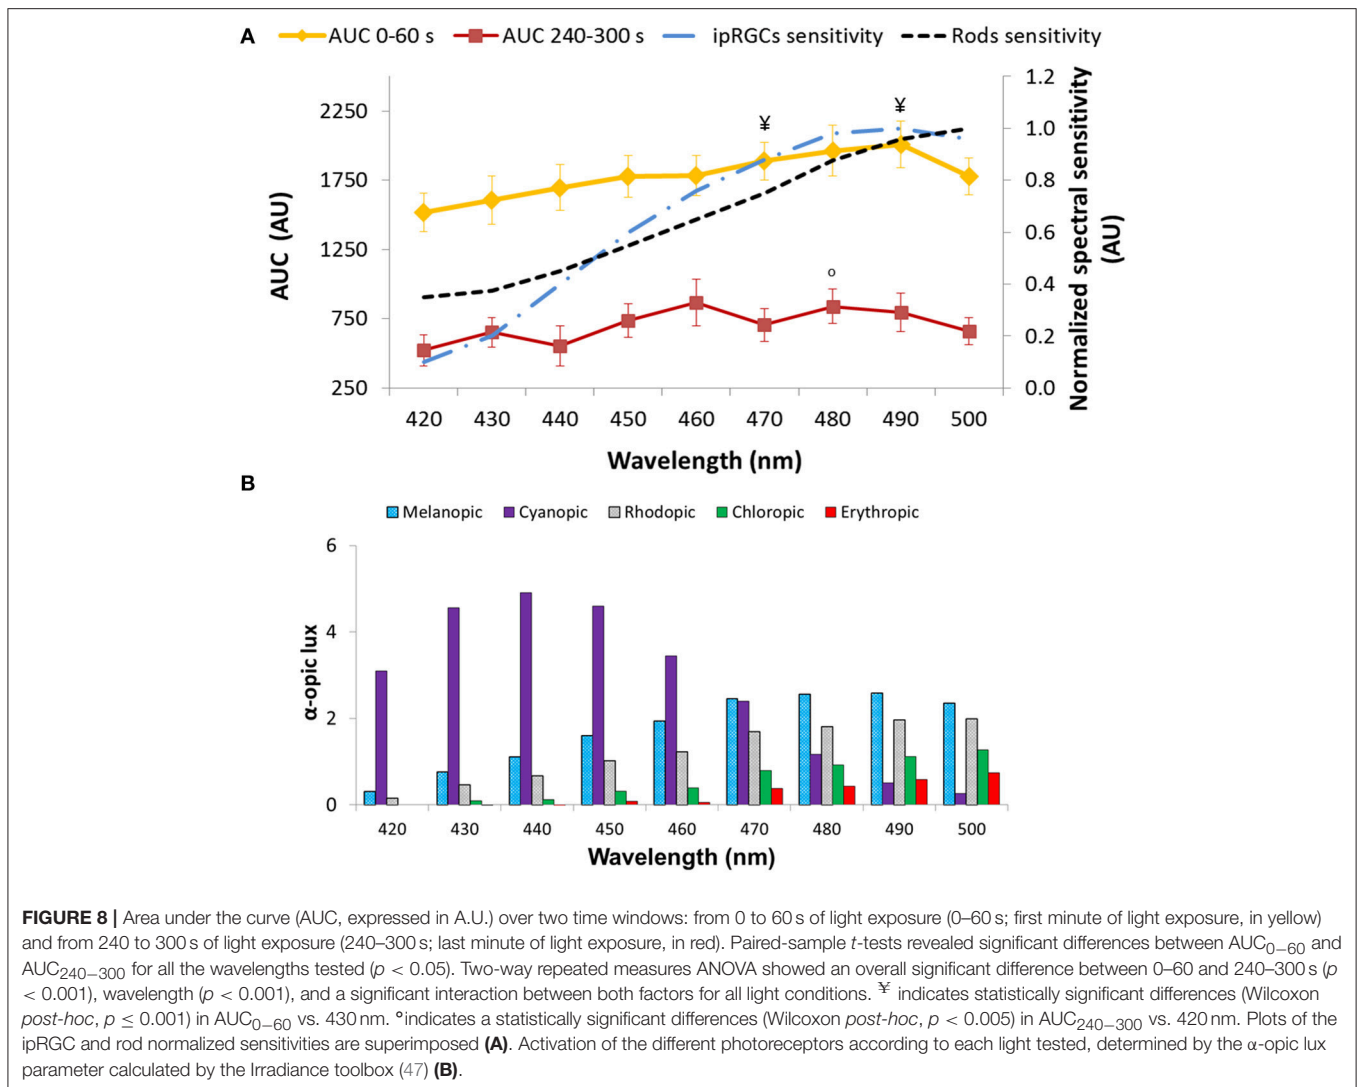 A AUC 0-60 s AUC 240-300 s ipRGCs sensitivity Rods sensitivity
2250
1750
1250
750
250
AUC (AU)
¥
¥
o
1.2
1.0
0.8
0.6
0.4
0.2
0.0
Normalized spectral sensitivity
(AU)
420 430 440 450 460 470 480 490 500
Wavelength (nm)
B
Melanopic Cyanopic Rhodopic Chloropic Erythropic
6
4
2
0
α-opic lux
420 430 440 450 460 470 480 490 500
Wavelength (nm)
FIGURE 8 | Area under the curve (AUC, expressed in A.U.) over two time windows: from 0 to 60 s of light exposure (0–60 s; first minute of light exposure, in yellow)
and from 240 to 300 s of light exposure (240–300 s; last minute of light exposure, in red). Paired-sample t-tests revealed significant differences between AUC0−60 and
AUC240−300 for all the wavelengths tested (p < 0.05). Two-way repeated measures ANOVA showed an overall significant difference between 0–60 and 240–300 s (p
< 0.001), wavelength (p < 0.001), and a significant interaction between both factors for all light conditions. ¥ indicates statistically significant differences (Wilcoxon
post-hoc, p ≤ 0.001) in AUC0−60 vs. 430 nm. °indicates a statistically significant differences (Wilcoxon post-hoc, p < 0.005) in AUC240−300 vs. 420 nm. Plots of the
ipRGC and rod normalized sensitivities are superimposed (A). Activation of the different photoreceptors according to each light tested, determined by the α-opic lux
parameter calculated by the Irradiance toolbox (47) (B).